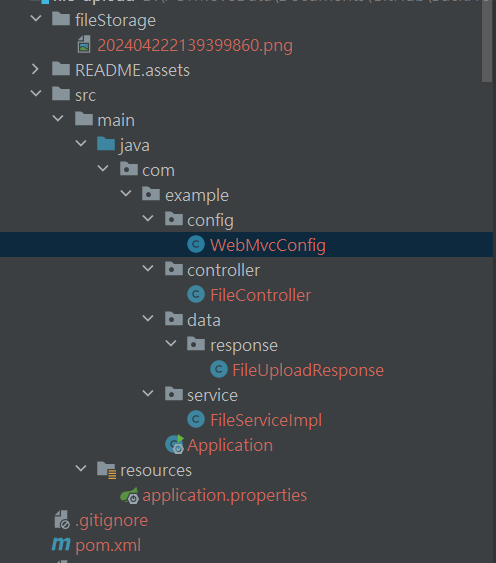 fileStorage
202404222139399860.png
README.assets
src
main
java
com
example
config
WebMvcConfig
controller
FileController
data
response
FileUploadResponse
service
FileServiceImpl
Application
resources
application.properties
.gitignore
pom.xml